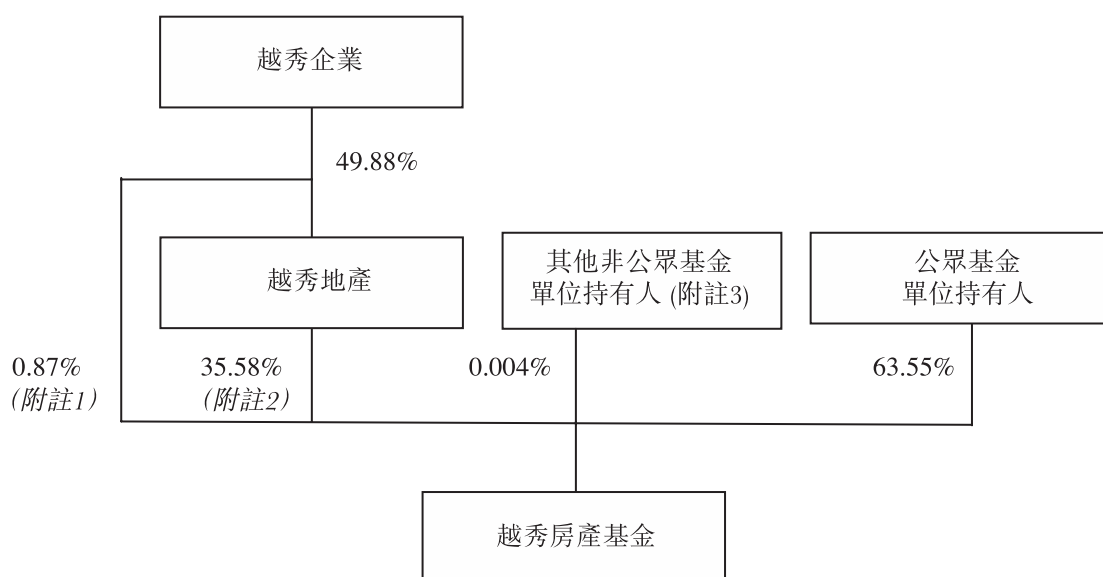 越秀企業
49.88%
越秀地產
其他非公眾基金
單位持有人 (附註3)
公眾基金
單位持有人
0.87%
(附註1)
35.58%
(附註2)
0.004%
63.55%
越秀房產基金